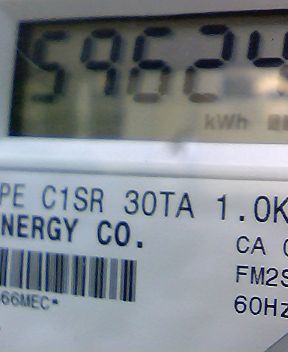 59624
kWh
PE C1SR 30TA 1.0K
NERGY CO.
CA
FM2S
66MEC*
60Hz